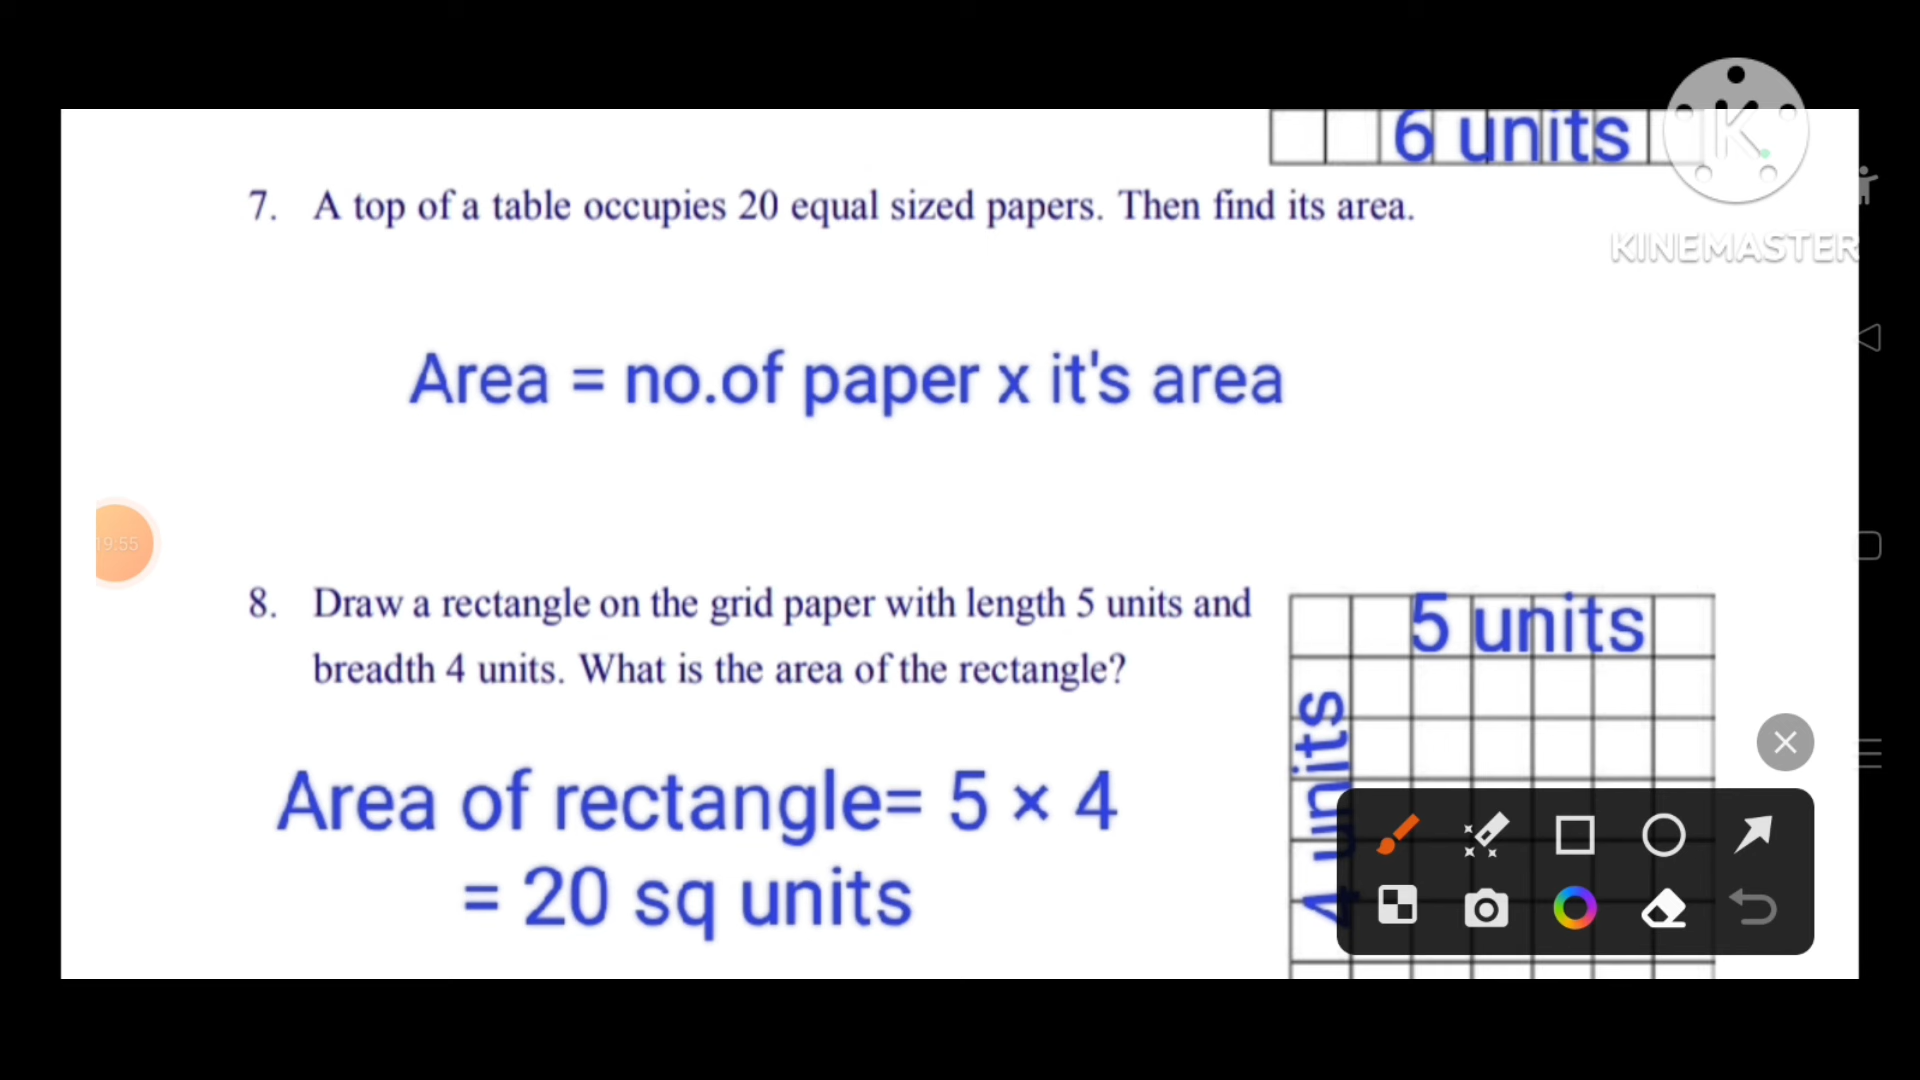 6 units
KINEMASTER
7. A top of a table occupies 20 equal sized papers. Then find its area.
Area = no.of paper x it's area
19:55
8. Draw a rectangle on the grid paper with length 5 units and
breadth 4 units. What is the area of the rectangle?
5 units
4 units
Area of rectangle= 5 × 4
= 20 sq units